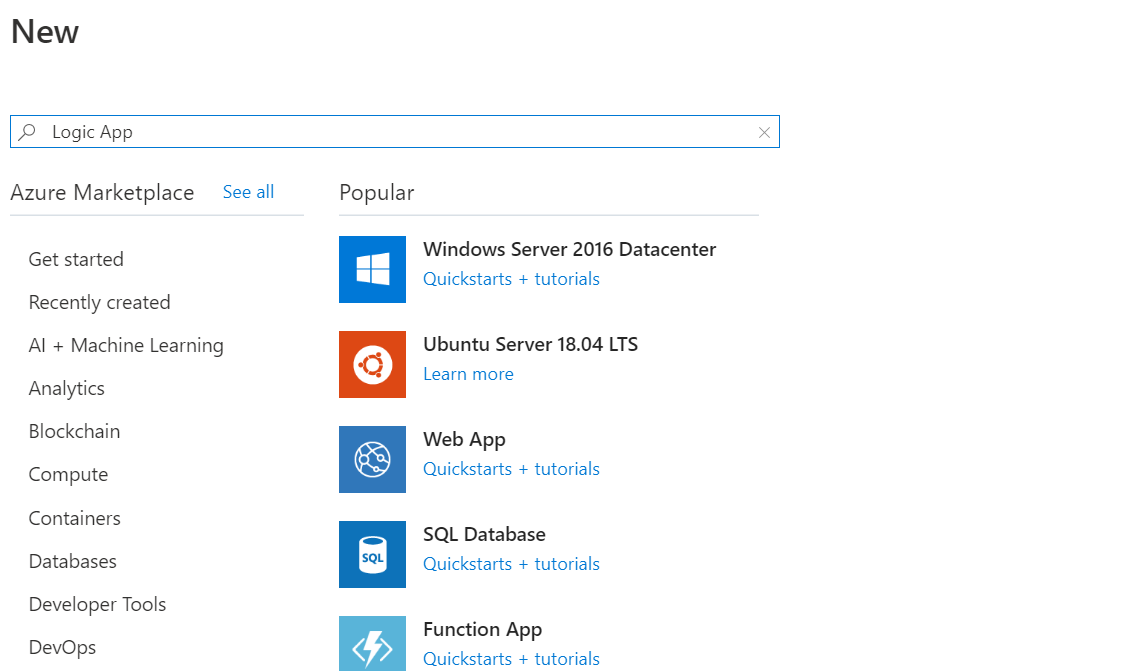 New
Logic App
Azure Marketplace See all
Get started
Recently created
AI + Machine Learning
Analytics
Blockchain
Compute
Containers
Databases
Developer Tools
DevOps
Popular
Windows Server 2016 Datacenter
Quickstarts + tutorials
Ubuntu Server 18.04 LTS
Learn more
Web App
Quickstarts + tutorials
SQL
SQL Database
Quickstarts + tutorials
Function App
Quickstarts + tutorials